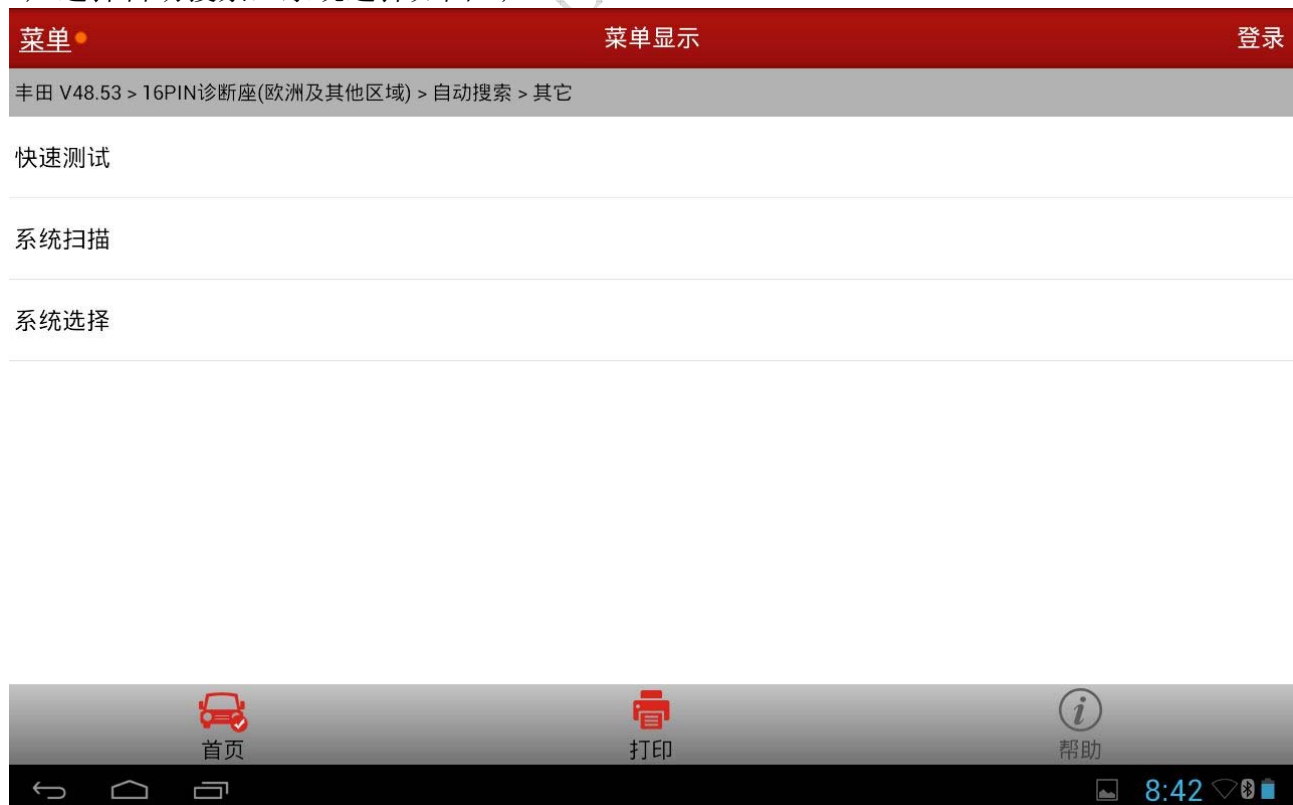 菜单
菜单显示
登录
丰田 V48.53 > 16PIN诊断座(欧洲及其他区域) > 自动搜索 > 其它
快速测试
系统扫描
系统选择
首页
打印
帮助
8:42